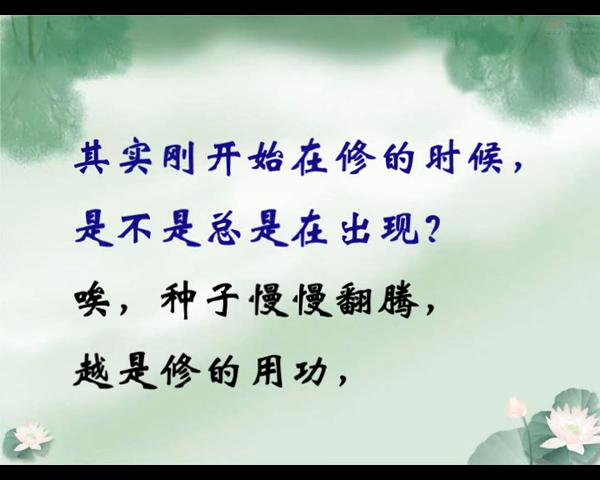 其实刚开始在修的时候，
是不是总是在出现？
唉，种子慢慢翻腾，
越是修的用功，